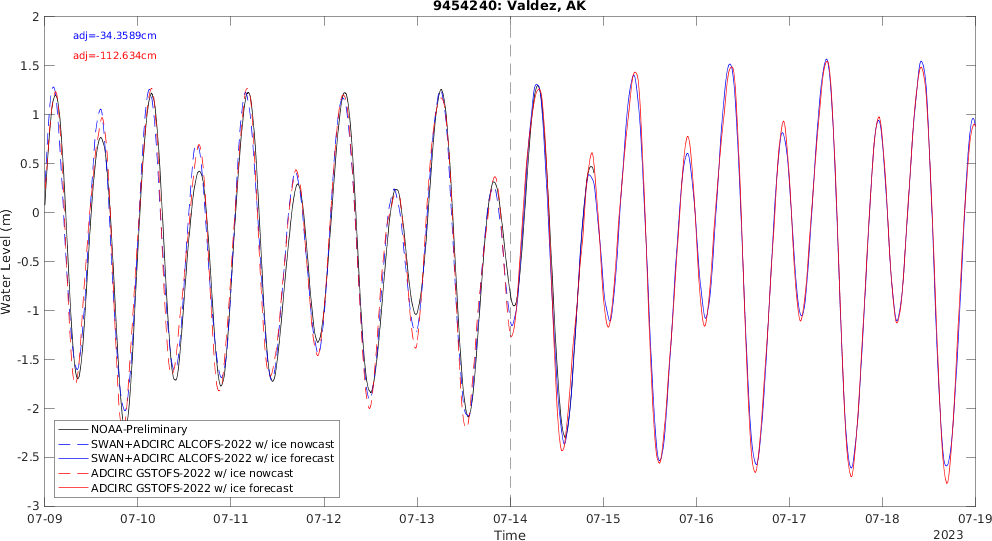 9454240: Valdez, AK
adj=-34.3589cm
adj=-112.634cm
Water Level (m)
2
1.5
1
0.5
0
-0.5
-1
-1.5
-2
-2.5
-3
NOAA-Preliminary
SWAN+ADCIRC ALCOFS-2022 w/ ice nowcast
SWAN+ADCIRC ALCOFS-2022 w/ ice forecast
ADCIRC GSTOFS-2022 w/ ice nowcast
ADCIRC GSTOFS-2022 w/ ice forecast
07-09 07-10 07-11 07-12 07-13 07-14 07-15 07-16 07-17 07-18 07-19
Time
2023